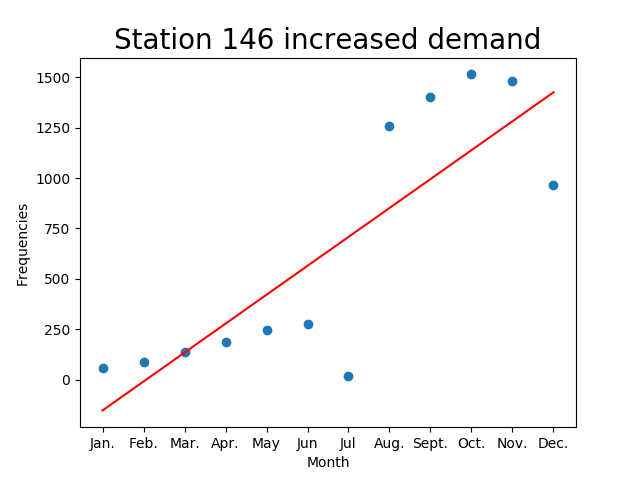 Station 146 increased demand
1500
1250
1000
750
500
250
0
Frequencies
Jan. Feb. Mar. Apr. May Jun Jul Aug. Sept. Oct. Nov. Dec.
Month